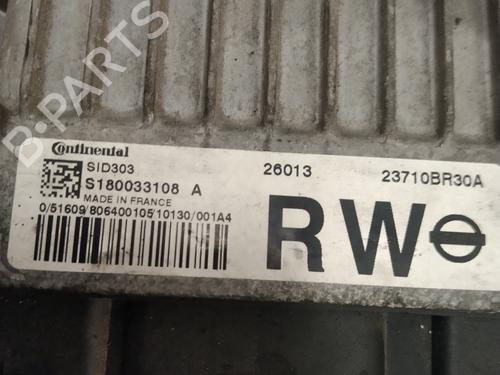 B-PARTS
Continental
SID303
S180033108 A
MADE IN FRANCE
0/51609/806400105/10130/001A4
26013
23710BR30A
RW